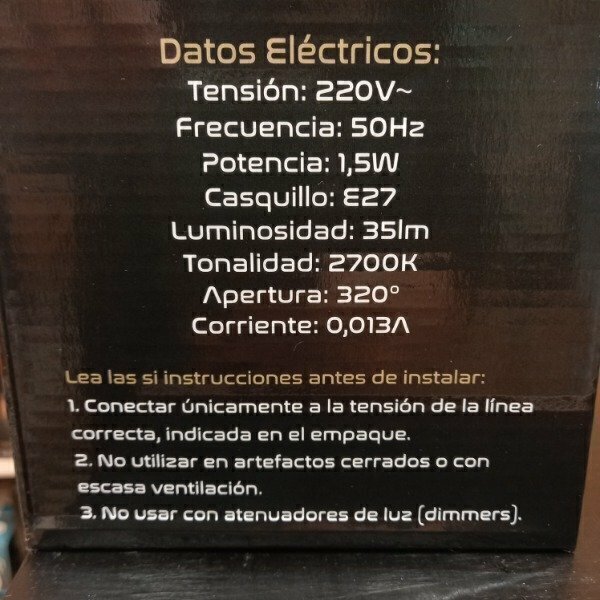 Datos Eléctricos:
Tensión: 220V~
Frecuencia: 50Hz
Potencia: 1,5W
Casquillo: E27
Luminosidad: 35lm
Tonalidad: 2700K
Apertura: 320°
Corriente: 0,013A
Lea las si instrucciones antes de instalar:
1. Conectar únicamente a la tensión de la línea
correcta, indicada en el empaque.
2. No utilizar en artefactos cerrados o con
escasa ventilación.
3. No usar con atenuadores de luz (dimmers).